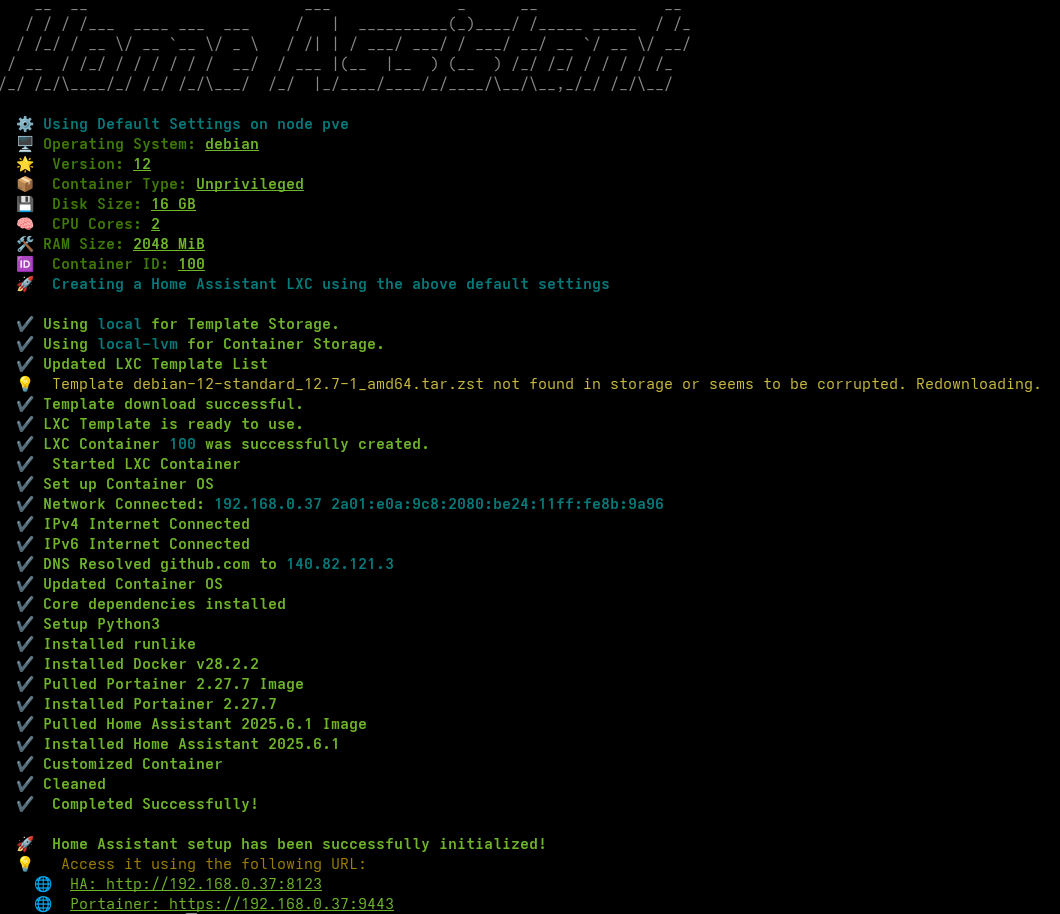 Home Assistant
⚙️ Using Default Settings on node pve
🖥️ Operating System: debian
🌟 Version: 12
📦 Container Type: Unprivileged
💾 Disk Size: 16 GB
🧠 CPU Cores: 2
🛠️ RAM Size: 2048 MiB
🆔 Container ID: 100
🚀 Creating a Home Assistant LXC using the above default settings
✔️ Using local for Template Storage.
✔️ Using local-lvm for Container Storage.
✔️ Updated LXC Template List
💡 Template debian-12-standard_12.7-1_amd64.tar.zst not found in storage or seems to be corrupted. Redownloading.
✔️ Template download successful.
✔️ LXC Template is ready to use.
✔️ LXC Container 100 was successfully created.
✔️ Started LXC Container
✔️ Set up Container OS
✔️ Network Connected: 192.168.0.37 2a01:e0a:9c8:2080:be24:11ff:fe8b:9a96
✔️ IPv4 Internet Connected
✔️ IPv6 Internet Connected
✔️ DNS Resolved github.com to 140.82.121.3
✔️ Updated Container OS
✔️ Core dependencies installed
✔️ Setup Python3
✔️ Installed runlike
✔️ Installed Docker v28.2.2
✔️ Pulled Portainer 2.27.7 Image
✔️ Installed Portainer 2.27.7
✔️ Pulled Home Assistant 2025.6.1 Image
✔️ Installed Home Assistant 2025.6.1
✔️ Customized Container
✔️ Cleaned
✔️ Completed Successfully!
🚀 Home Assistant setup has been successfully initialized!
💡 Access it using the following URL:
🌐 HA: http://192.168.0.37:8123
🌐 Portainer: https://192.168.0.37:9443